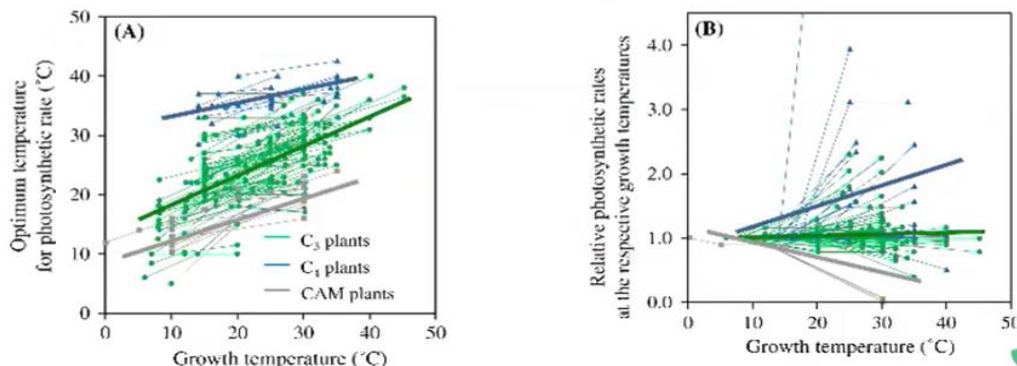 (A)
Optimum temperature
for photosynthetic rate (˚C)
50
40
30
20
10
0
C3 plants
C4 plants
CAM plants
0 10 20 30 40 50
Growth temperature (˚C)
(B)
Relative photosynthetic rates
at the respective growth temperatures
4.0
3.0
2.0
1.0
0.0
0 10 20 30 40 50
Growth temperature (˚C)